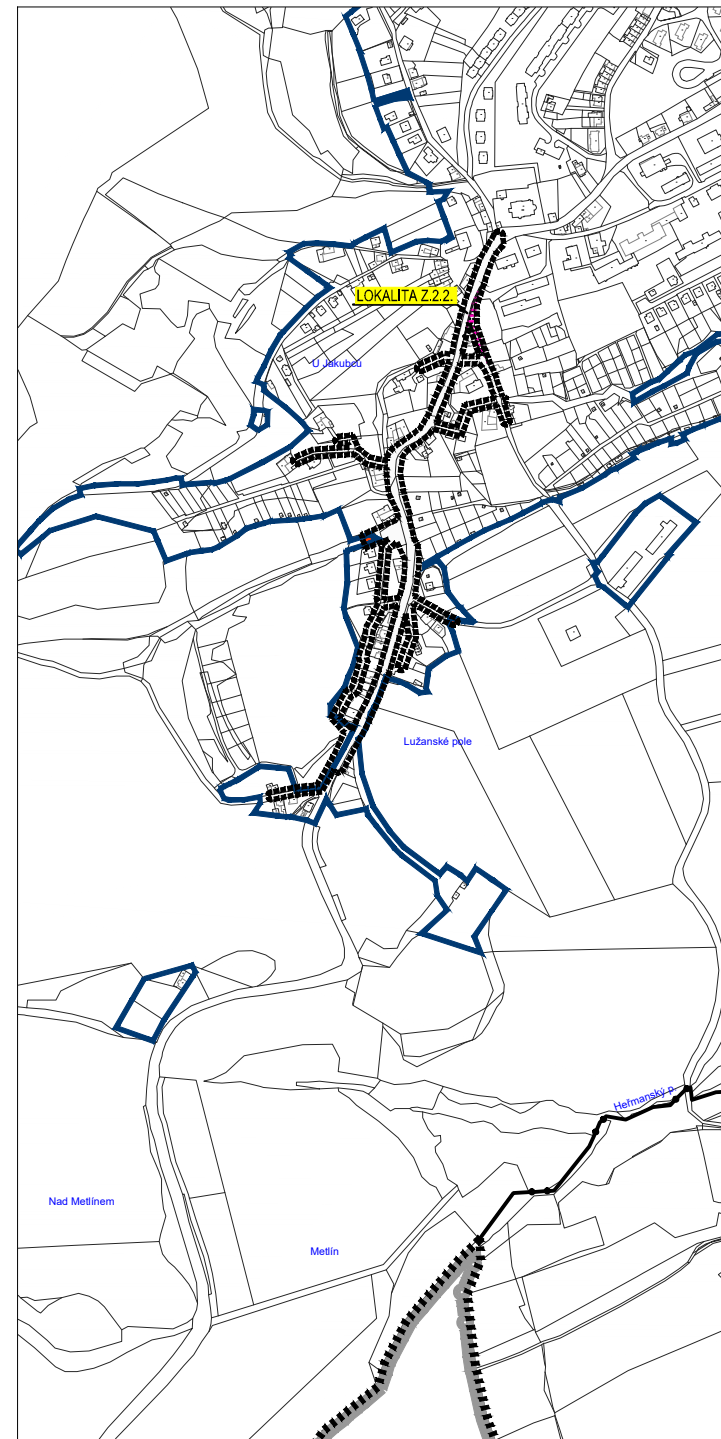 LOKALITA Z.2.2.
U Jakubců
Lužanské pole
Heřmanský p.
Nad Metlínem
Metlín